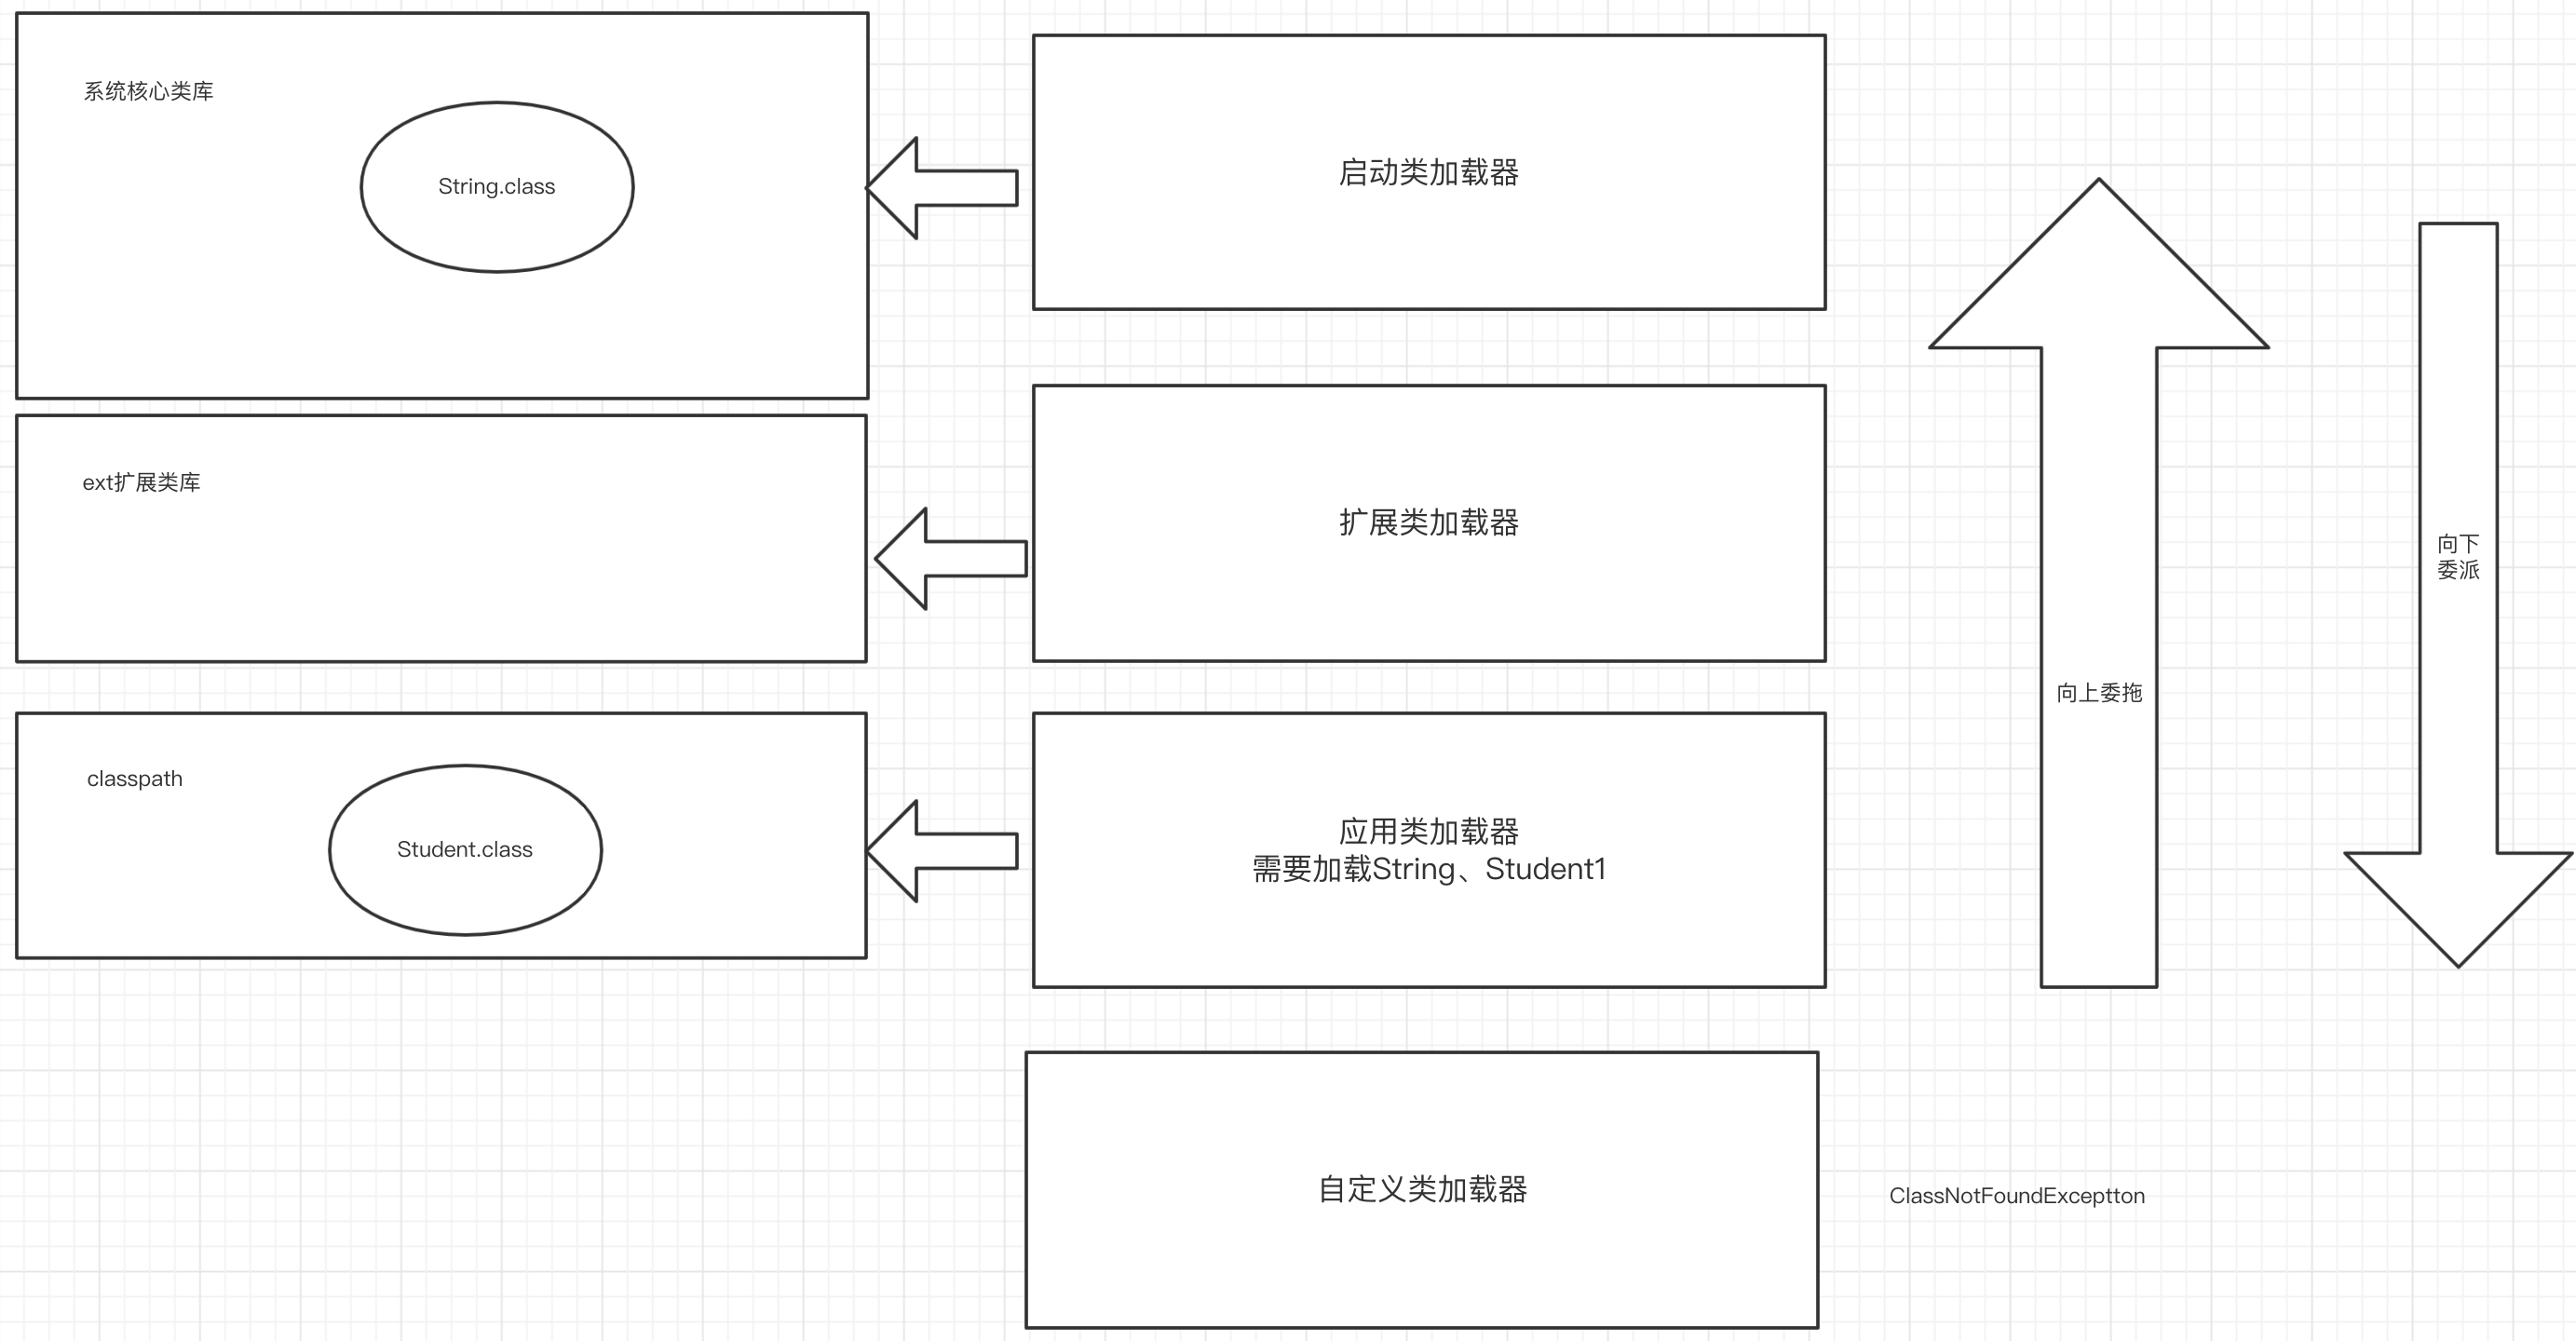 系统核心类库
String.class
启动类加载器
ext扩展类库
扩展类加载器
向下
委派
向上委拖
classpath
Student.class
应用类加载器
需要加载String、Student1
自定义类加载器
ClassNotFoundExceptton